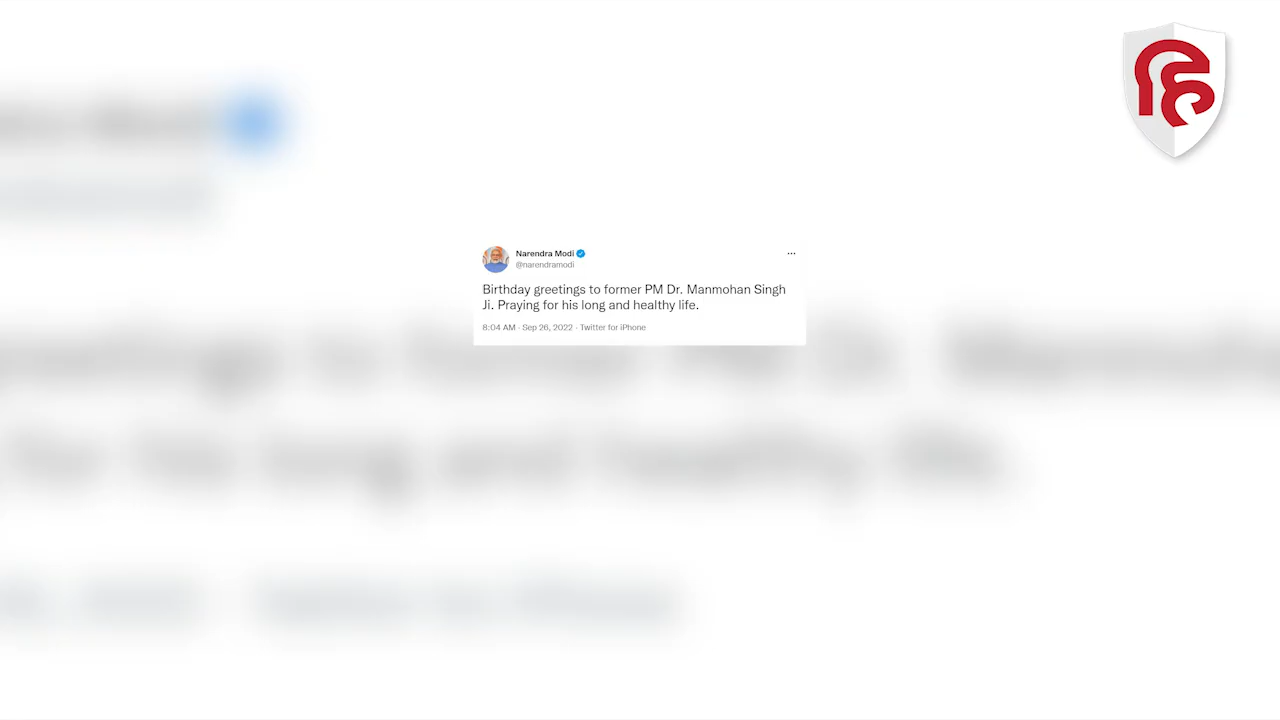 Narendra Modi
@narendramodi
Birthday greetings to former PM Dr. Manmohan Singh
Ji. Praying for his long and healthy life.
8:04 AM · Sep 26, 2022 · Twitter for iPhone